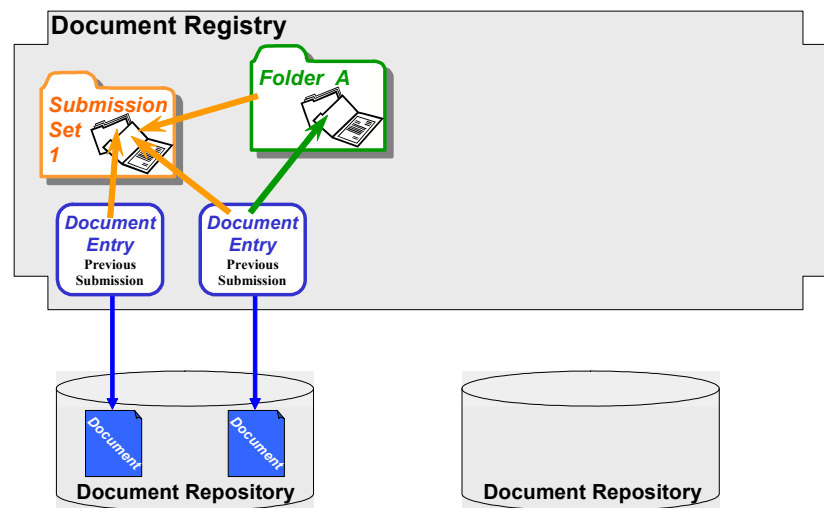 Document Registry
Folder A
Submission
Set
1
Document
Entry
Previous
Submission
Document
Entry
Previous
Submission
Document
Document
Document Repository
Document Repository